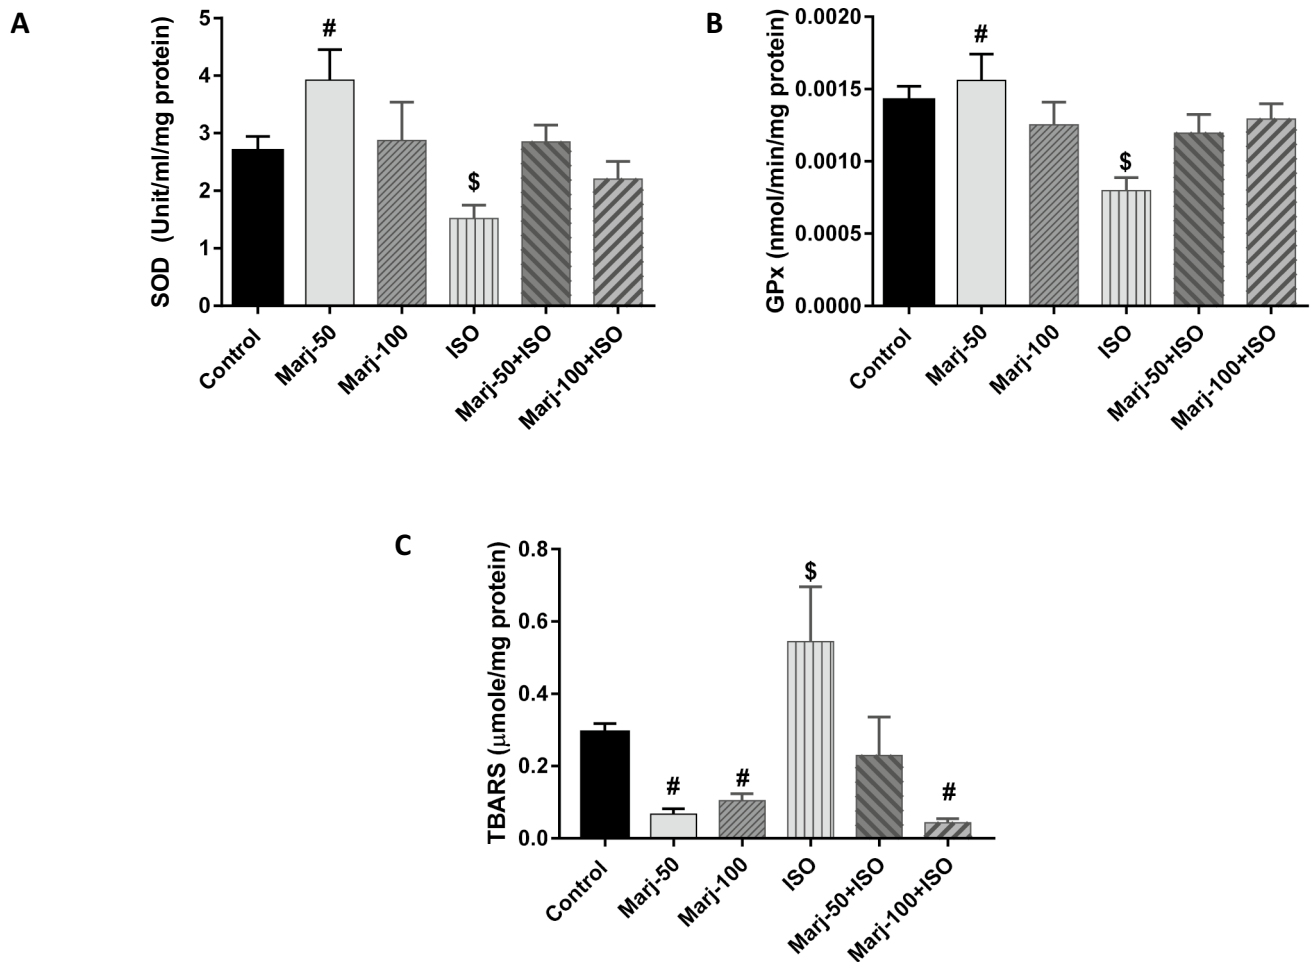 A
SOD (Unit/ml/mg protein)
5
4
3
2
1
0
#
$
Control
Marj-50
Marj-100
ISO
Marj-50+ISO
Marj-100+ISO
B
GPx (nmol/min/mg protein)
0.0020
0.0015
0.0010
0.0005
0.0000
#
$
Control
Marj-50
Marj-100
ISO
Marj-50+ISO
Marj-100+ISO
C
TBARS (μmole/mg protein)
0.8
0.6
0.4
0.2
0.0
#
#
$
#
Control
Marj-50
Marj-100
ISO
Marj-50+ISO
Marj-100+ISO